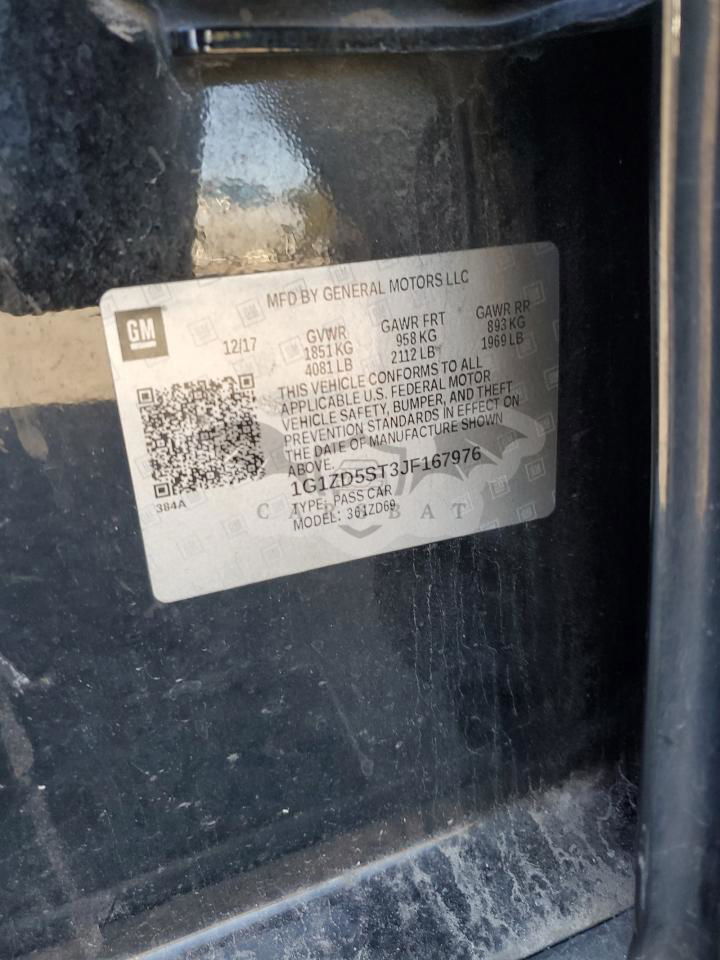 MFD BY GENERAL MOTORS LLC
GM
12/17
GVWR
1851 KG
4081 LB
GAWR FRT
958 KG
2112 LB
GAWR RR
893 KG
1969 LB
THIS VEHICLE CONFORMS TO ALL
APPLICABLE U.S. FEDERAL MOTOR
VEHICLE SAFETY, BUMPER, AND THEFT
PREVENTION STANDARDS IN EFFECT ON
THE DATE OF MANUFACTURE SHOWN
ABOVE.
1G1ZD5ST3JF167976
TYPE: PASS CAR
MODEL: 361ZD69
384A